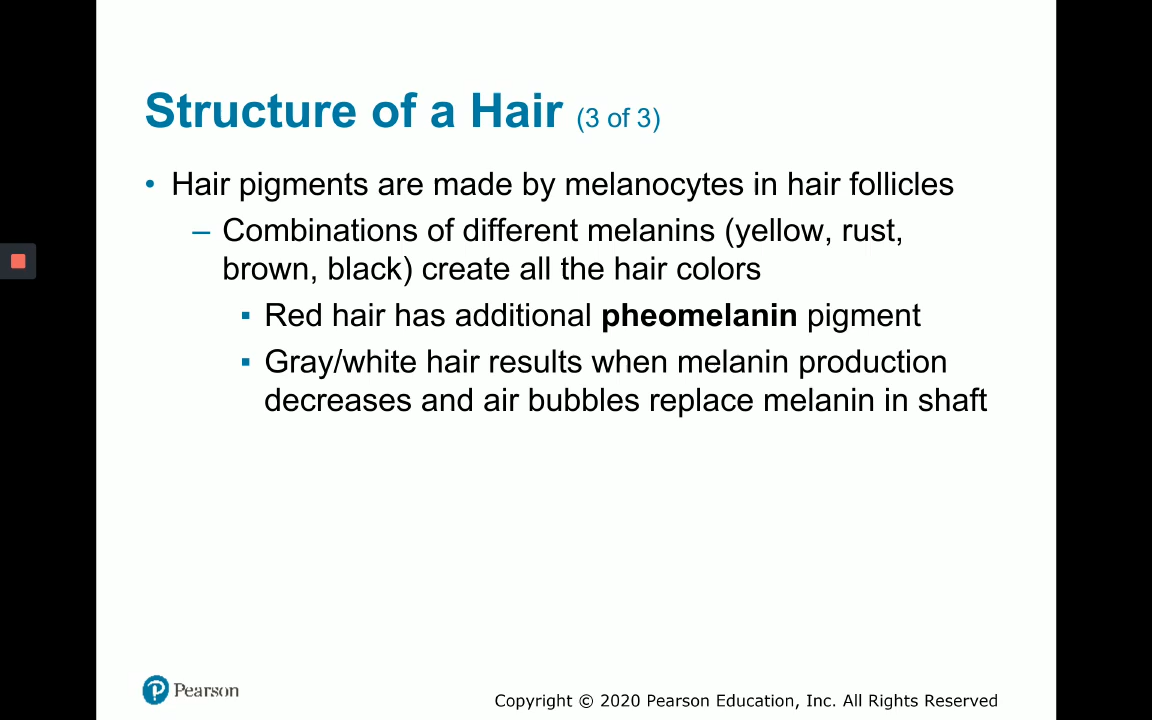 Structure of a Hair (3 of 3)
• Hair pigments are made by melanocytes in hair follicles
– Combinations of different melanins (yellow, rust,
brown, black) create all the hair colors
▪ Red hair has additional pheomelanin pigment
▪ Gray/white hair results when melanin production
decreases and air bubbles replace melanin in shaft
P Pearson
Copyright © 2020 Pearson Education, Inc. All Rights Reserved